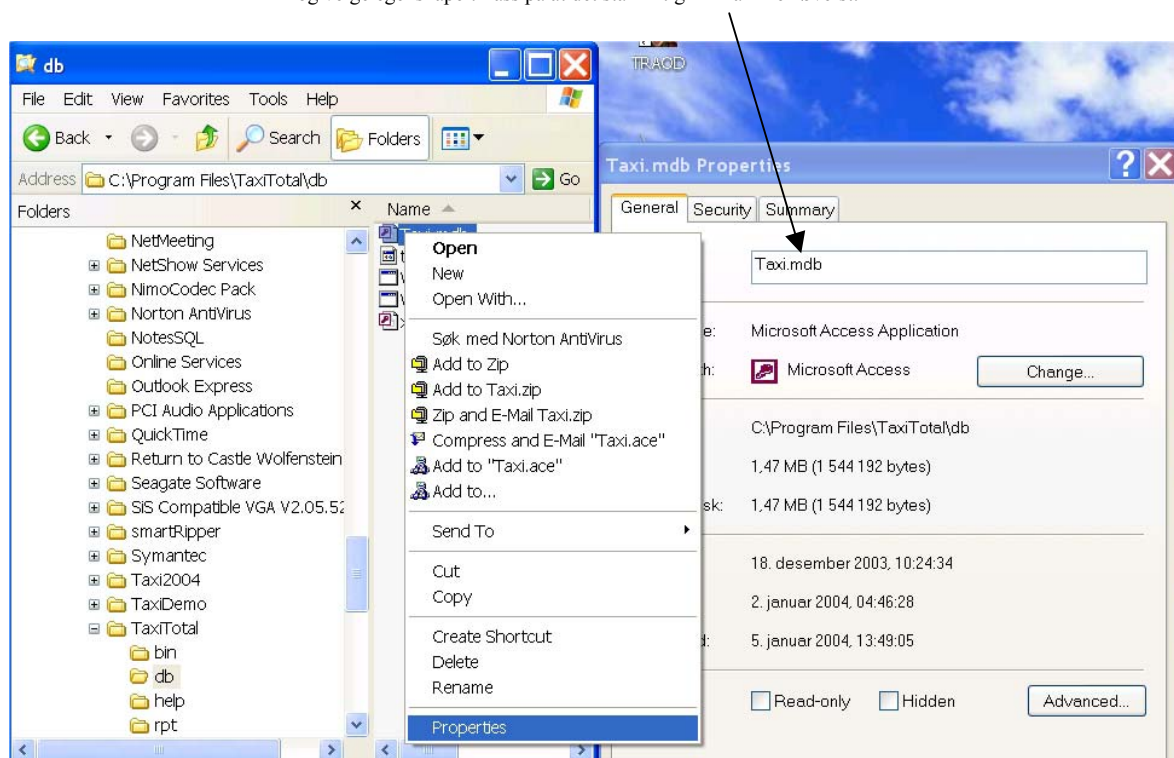 db
File Edit View Favorites Tools Help
Back Search Folders
Address C:\Program Files\TaxiTotal\db Go
Folders × Name
NetMeeting
NetShow Services
NimoCodec Pack
Norton AntiVirus
NotesSQL
Online Services
Outlook Express
PCI Audio Applications
QuickTime
Return to Castle Wolfenstein
Seagate Software
SiS Compatible VGA V2.05.52
smartRipper
Symantec
Taxi2004
TaxiDemo
TaxiTotal
bin
db
help
rpt
Open
New
Open With...
Søk med Norton AntiVirus
Add to Zip
Add to Taxi.zip
Zip and E-Mail Taxi.zip
Compress and E-Mail "Taxi.ace"
Add to "Taxi.ace"
Add to...
Send To
Cut
Copy
Create Shortcut
Delete
Rename
Properties
Taxi.mdb Properties
General Security Summary
Taxi.mdb
Microsoft Access Application
Microsoft Access Change...
C:\Program Files\TaxiTotal\db
1,47 MB (1 544 192 bytes)
sk: 1,47 MB (1 544 192 bytes)
18. desember 2003, 10:24:34
2. januar 2004, 04:46:28
5. januar 2004, 13:49:05
Read-only Hidden Advanced...